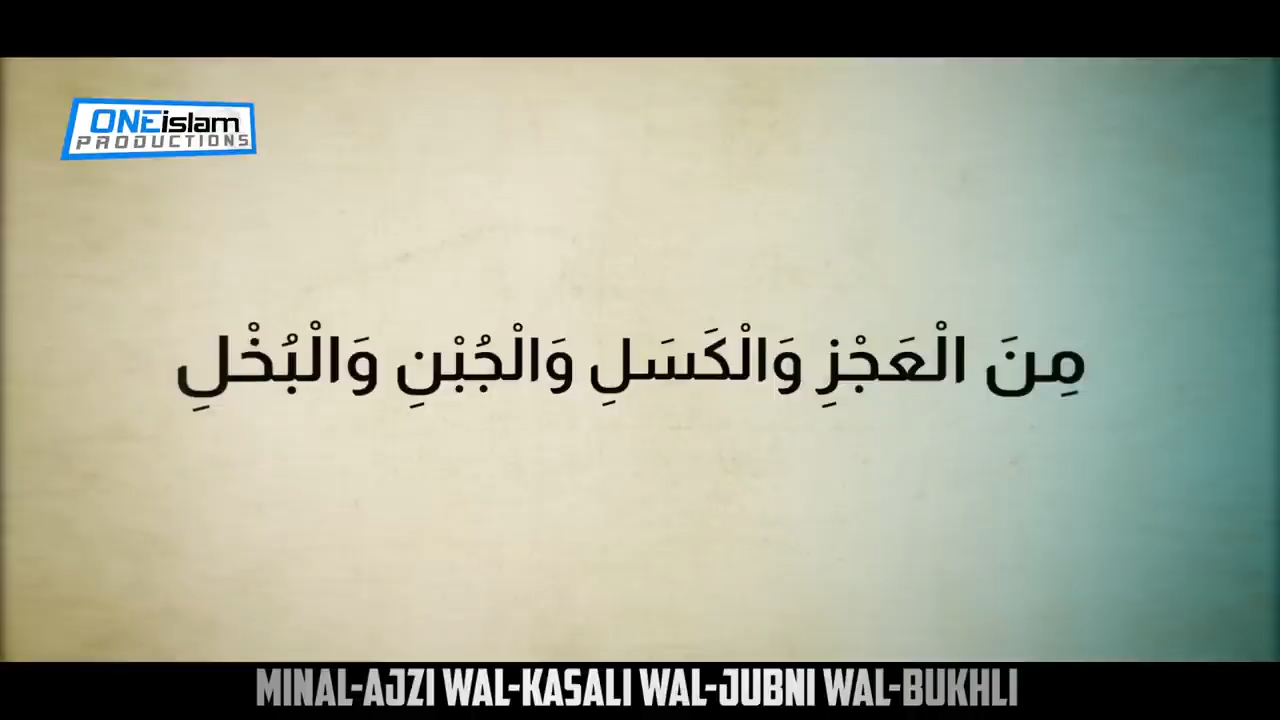 ONEislam
PRODUCTIONS
مِنَ الْعَجْزِ وَالْكَسَلِ وَالْجُبْنِ وَالْبُخْلِ
MINAL-AJZI WAL-KASALI WAL-JUBNI WAL-BUKHLI